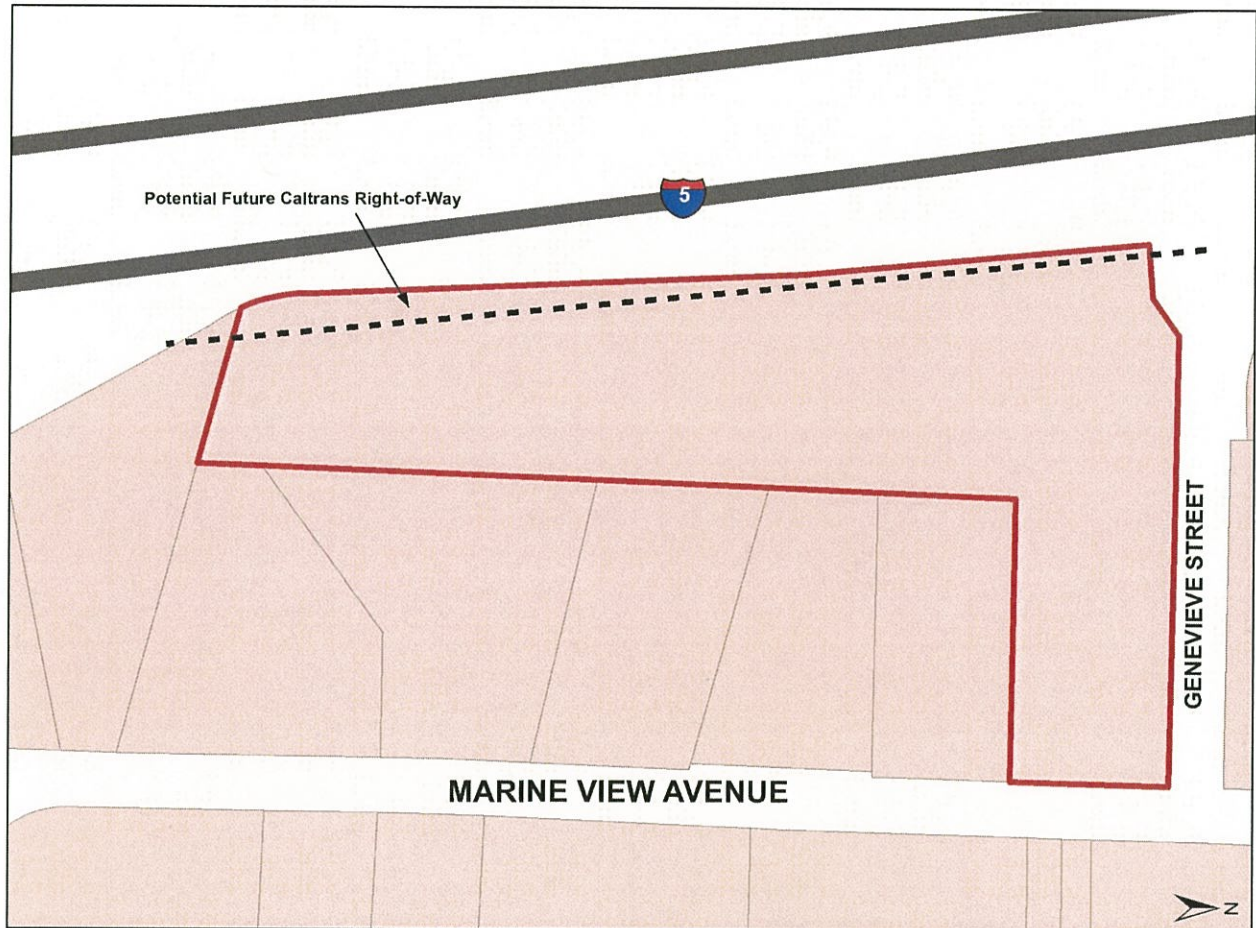 Potential Future Caltrans Right-of-Way
5
GENEVIEVE STREET
MARINE VIEW AVENUE
N